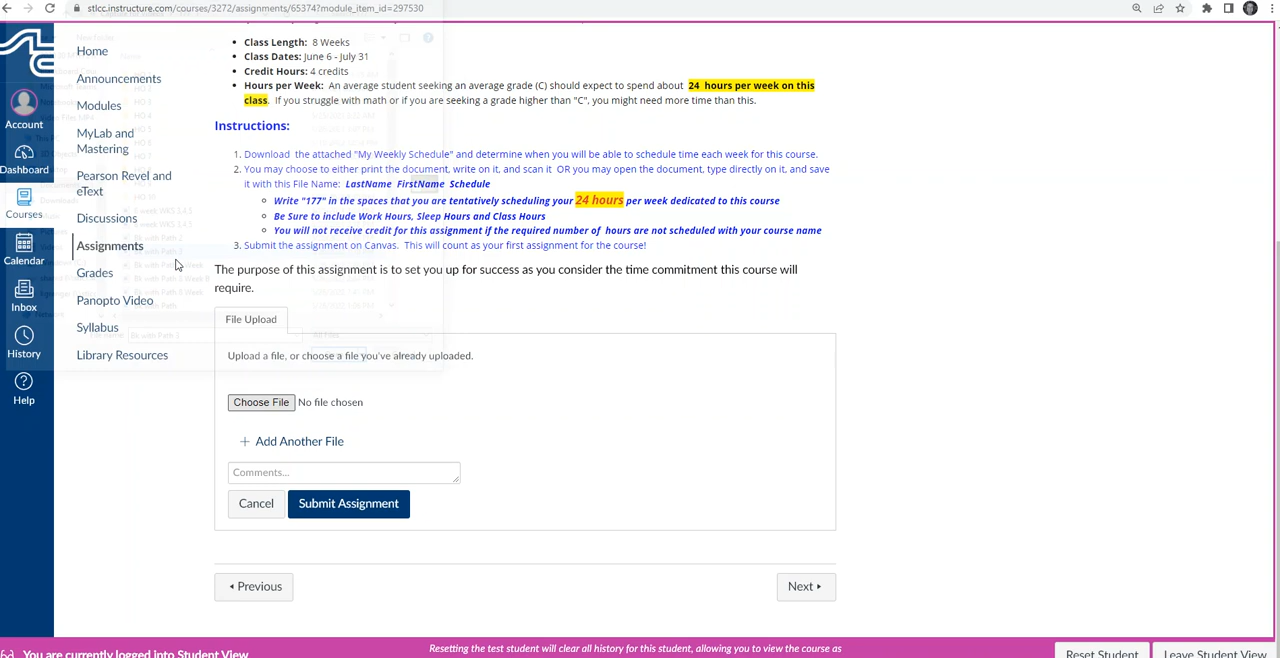 stlcc.instructure.com/courses/3272/assignments/65374?module_item_id=297530
Account
Dashboard
Courses
Calendar
Inbox
History
Help
Home
Announcements
Modules
MyLab and
Mastering
Pearson Revel and
eText
Discussions
Assignments
Grades
Panopto Video
Syllabus
Library Resources
Class Length: 8 Weeks
Class Dates: June 6 - July 31
Credit Hours: 4 credits
Hours per Week: An average student seeking an average grade (C) should expect to spend about 24 hours per week on this
class. If you struggle with math or if you are seeking a grade higher than "C", you might need more time than this.
Instructions:
1. Download the attached "My Weekly Schedule" and determine when you will be able to schedule time each week for this course.
2. You may choose to either print the document, write on it, and scan it OR you may open the document, type directly on it, and save
it with this File Name: LastName FirstName Schedule
Write "177" in the spaces that you are tentatively scheduling your 24 hours per week dedicated to this course
Be Sure to include Work Hours, Sleep Hours and Class Hours
You will not receive credit for this assignment if the required number of hours are not scheduled with your course name
3. Submit the assignment on Canvas. This will count as your first assignment for the course!
The purpose of this assignment is to set you up for success as you consider the time commitment this course will
require.
File Upload
Upload a file, or choose a file you've already uploaded.
Choose File No file chosen
+ Add Another File
Comments...
Cancel Submit Assignment
Previous Next
You are currently logged into Student View
Resetting the test student will clear all history for this student, allowing you to view the course as
Reset Student Leave Student View